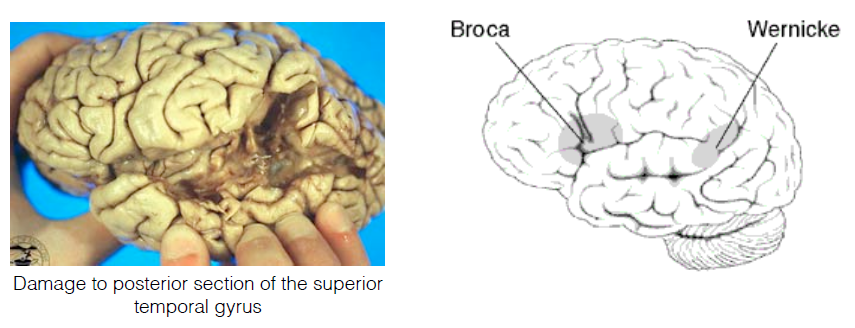 Broca
Wernicke
Damage to posterior section of the superior
temporal gyrus